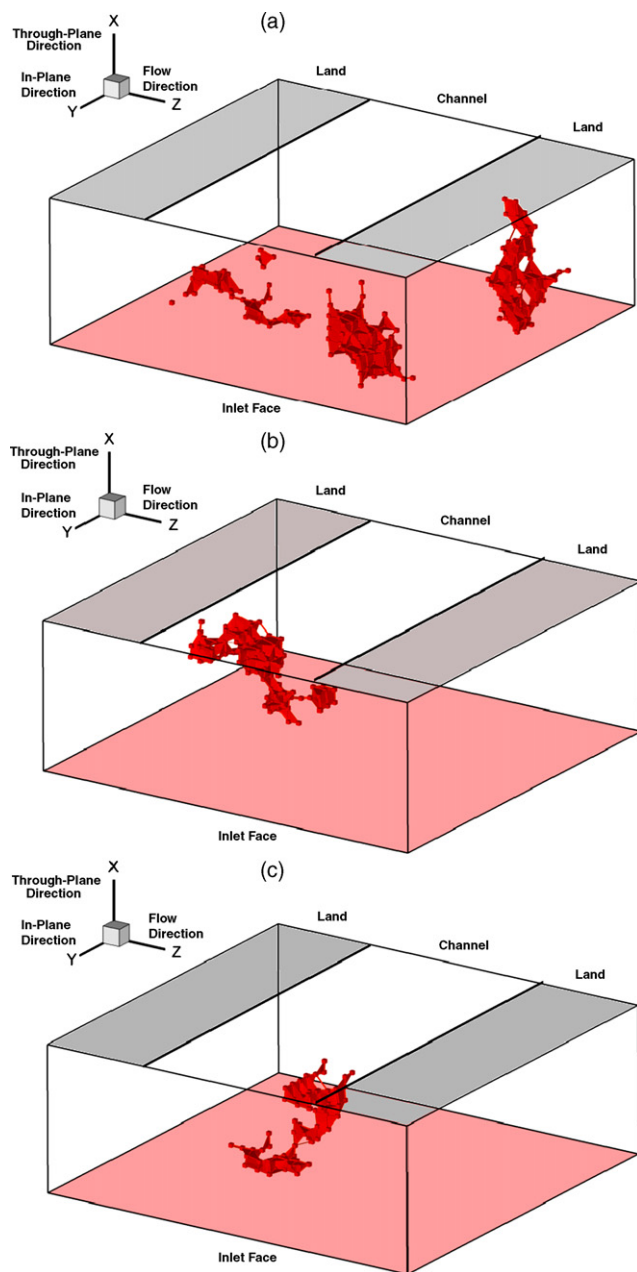 (a)
X
Through-Plane
Direction
In-Plane
Direction
Flow
Direction
Y
Z
Land
Channel
Land
Inlet Face
(b)
X
Through-Plane
Direction
In-Plane
Direction
Flow
Direction
Y
Z
Land
Channel
Land
Inlet Face
(c)
X
Through-Plane
Direction
In-Plane
Direction
Flow
Direction
Y
Z
Land
Channel
Land
Inlet Face